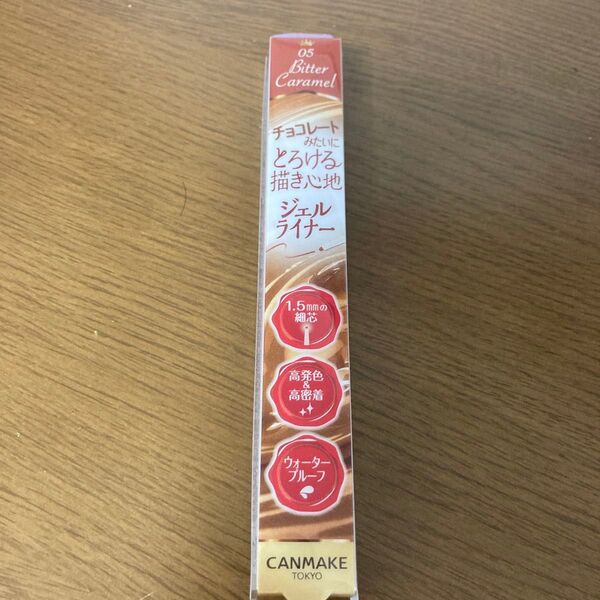 05
Bitter
Caramel
チョコレート
みたいに
とろける
描き心地
ジェル
ライナー
1.5mmの
細芯
高発色
&
高密着
ウォーター
プルーフ
CANMAKE
TOKYO